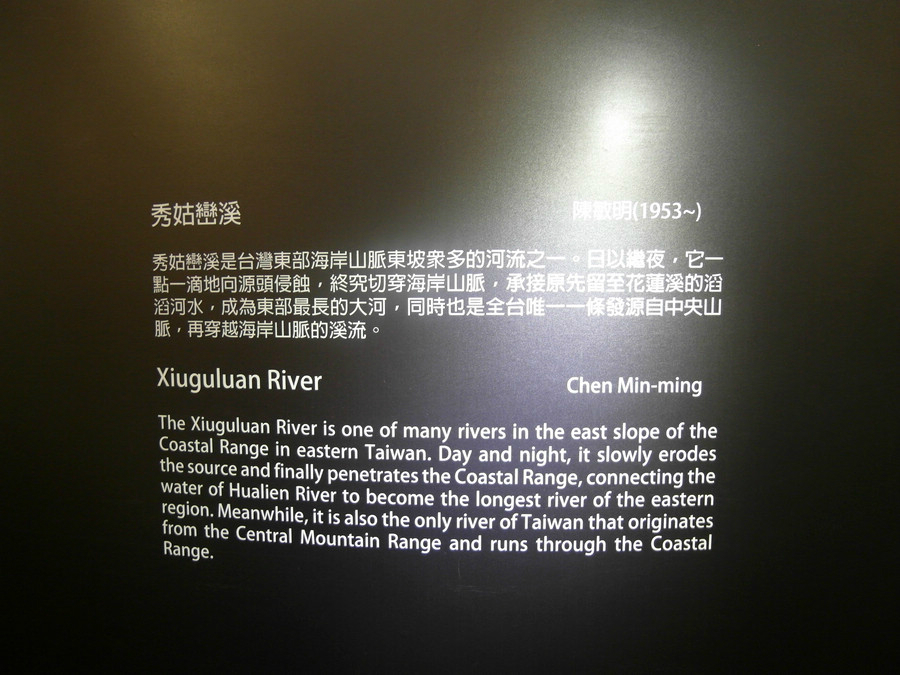 秀姑巒溪 陳敏明(1953~)
秀姑巒溪是台灣東部海岸山脈東坡眾多的河流之一。日以繼夜，它一
點一滴地向源頭侵蝕，終究切穿海岸山脈，承接原先留至花蓮溪的滔
滔河水，成為東部最長的大河，同時也是全台唯一一條發源自中央山
脈，再穿越海岸山脈的溪流。
Xiuguluan River Chen Min-ming
The Xiuguluan River is one of many rivers in the east slope of the
Coastal Range in eastern Taiwan. Day and night, it slowly erodes
the source and finally penetrates the Coastal Range, connecting the
water of Hualien River to become the longest river of the eastern
region. Meanwhile, it is also the only river of Taiwan that originates
from the Central Mountain Range and runs through the Coastal
Range.